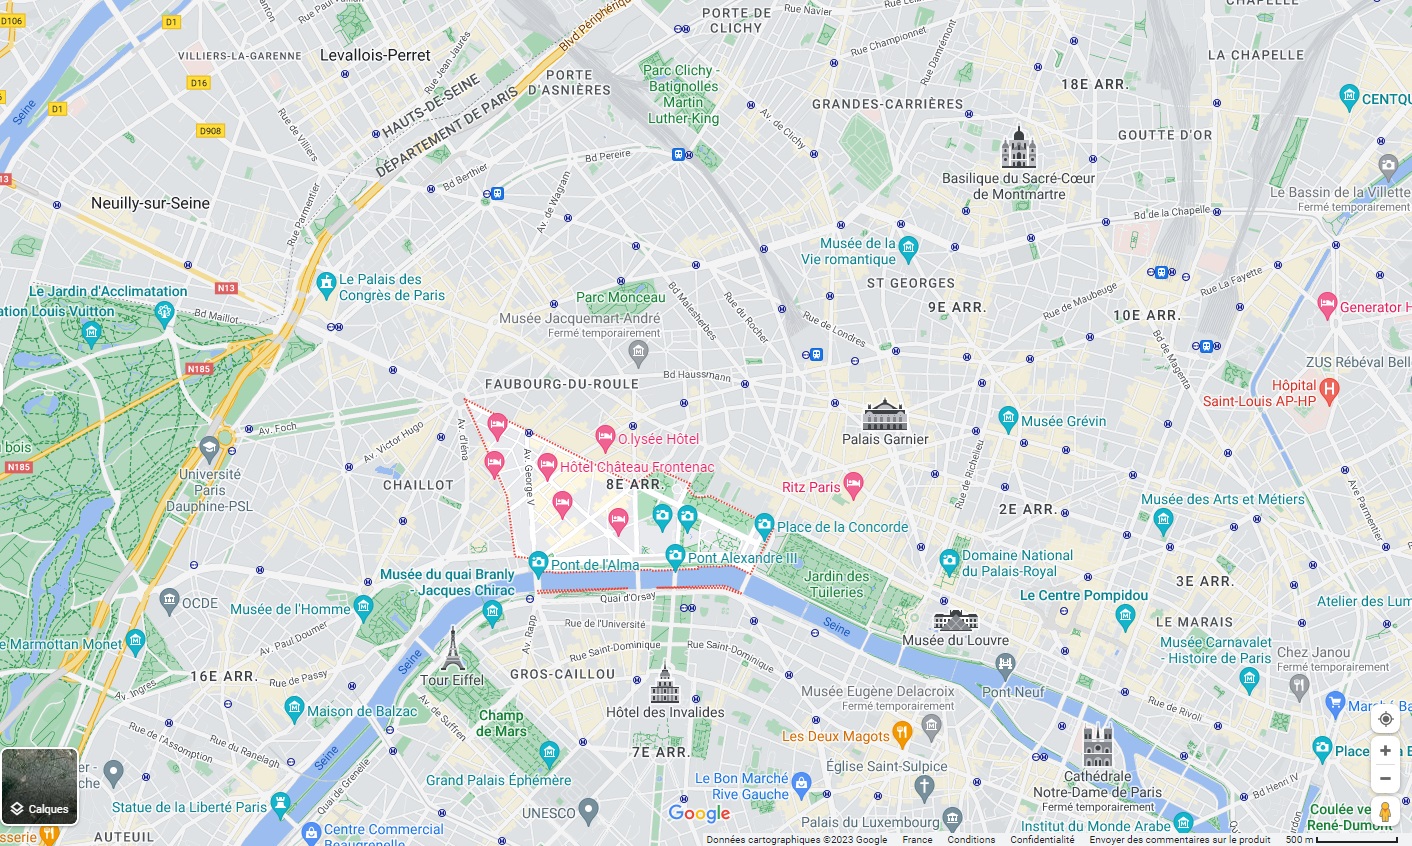 PORTE DE
CLICHY
Rue Navier
CHAPELLE
D106
D1
Levallois-Perret
VILLIERS-LA-GARENNE
Rue Jean Jaurès
Blvd Périphérique
Rue Championnet
Rue Damrémont
LA CHAPELLE
PORTE
D'ASNIÈRES
Parc Clichy -
Batignolles
Martin
Luther-King
D16
18E ARR.
D1
Seine
HAUTS-DE-SEINE
DÉPARTEMENT DE PARIS
GRANDES-CARRIÈRES
CENTQU
D908
Rue de Villiers
Av. de Clichy
GOUTTE D'OR
Bd Pereire
Bd Berthier
13
Basilique du Sacré-Cœur
de Montmartre
Le Bassin de la Villette
Fermé temporairement
Neuilly-sur-Seine
Rue Parmentier
Av. de Wagram
Bd de la Chapelle
Musée de la
Vie romantique
Le Palais des
Congrès de Paris
ST GEORGES
Rue La Fayette
Le Jardin d'Acclimatation
N13
Parc Monceau
Bd Malesherbes
Rue du Rocher
9E ARR.
Rue de Maubeuge
10E ARR.
Generator H
ation Louis Vuitton
Bd Maillot
Musée Jacquemart-André
Fermé temporairement
Rue de Londres
Bd de Magenta
ZUS Rébéval Belle
N185
Bd Haussmann
FAUBOURG-DU-ROULE
Hôpital
Saint-Louis AP-HP
Palais Garnier
Musée Grévin
Av. Foch
Av. Victor Hugo
Av. d'Iéna
O.lysée Hôtel
Rue de Richelieu
n bois
N185
Av. George V
Hôtel Château Frontenac
8E ARR.
Université
Paris
Dauphine-PSL
CHAILLOT
Ritz Paris
Av. Parmentier
Musée des Arts et Métiers
2E ARR.
Place de la Concorde
Pont de l'Alma
Pont Alexandre III
Domaine National
du Palais-Royal
Musée du quai Branly
- Jacques Chirac
Jardin des
Tuileries
3E ARR.
OCDE
Musée de l'Homme
Quai d'Orsay
Le Centre Pompidou
Atelier des Lum
Av. Paul Doumer
Av. Rapp
Rue de l'Université
Seine
LE MARAIS
e Marmottan Monet
Rue Saint-Dominique
Rue Saint-Dominique
Musée du Louvre
Musée Carnavalet
- Histoire de Paris
Chez Janou
Fermé temporairement
Seine
16E ARR.
Rue de Passy
Tour Eiffel
GROS-CAILLOU
Av. Ingres
Musée Eugène Delacroix
Fermé temporairement
Pont Neuf
Maison de Balzac
Av. de Suffren
Champ
de Mars
Hôtel des Invalides
Rue de Rivoli
Marché Ba
Rue de l'Assomption
Les Deux Magots
7E ARR.
Place
Rue du Ranelagh
Seine
Grand Palais Éphémère
Le Bon Marché
Rive Gauche
Église Saint-Sulpice
Cathédrale
Notre-Dame de Paris
Fermé temporairement
Bd Henri IV
Quai de Grenelle
Calques
Statue de la Liberté Paris
UNESCO
Google
Palais du Luxembourg
Institut du Monde Arabe
Coulée ve
René-Dumont
AUTEUIL
Centre Commercial
Beaugrenelle
Données cartographiques ©2023 Google France Conditions Confidentialité Envoyer des commentaires sur le produit 500 m